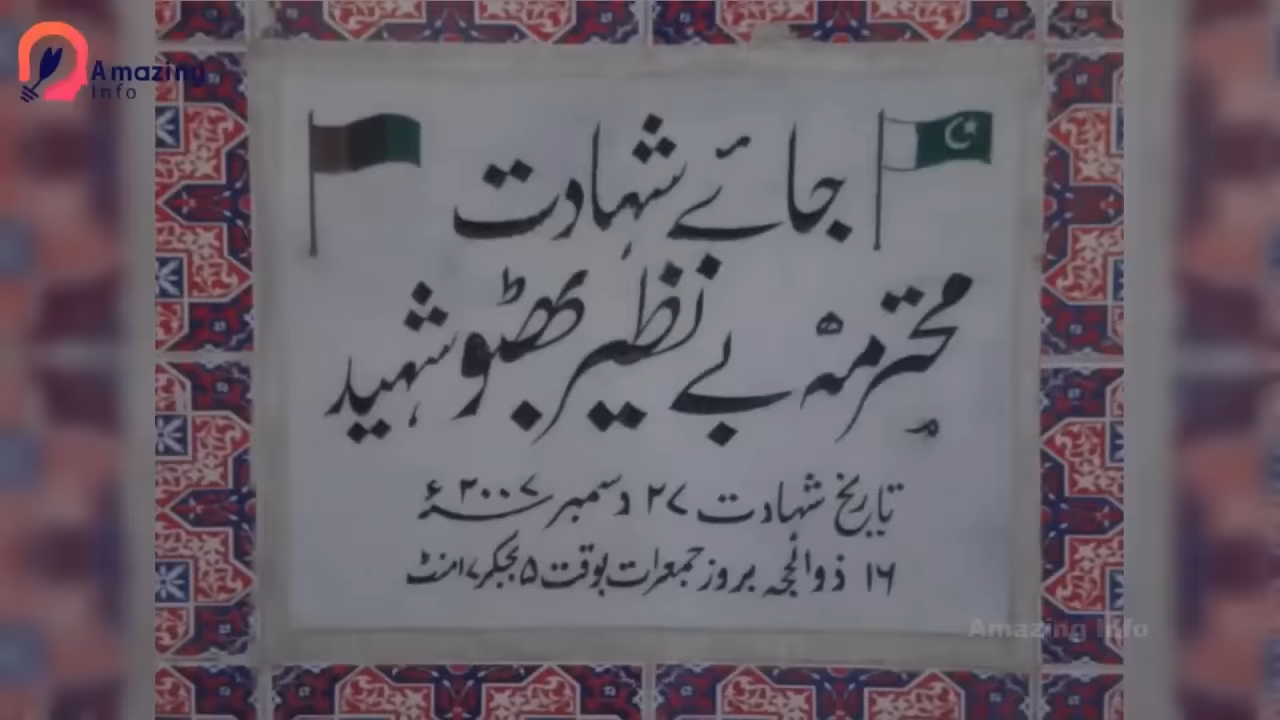 Amazing
Info
جائے شہادت
محترمہ بے نظیر بھٹو شہید
تاریخ شہادت ۲۷ دسمبر ۲۰۰۷ء
۱۶ ذوالحجہ بروز جمعرات بوقت ۵ بجکر ۱۷ منٹ
Amazing Info